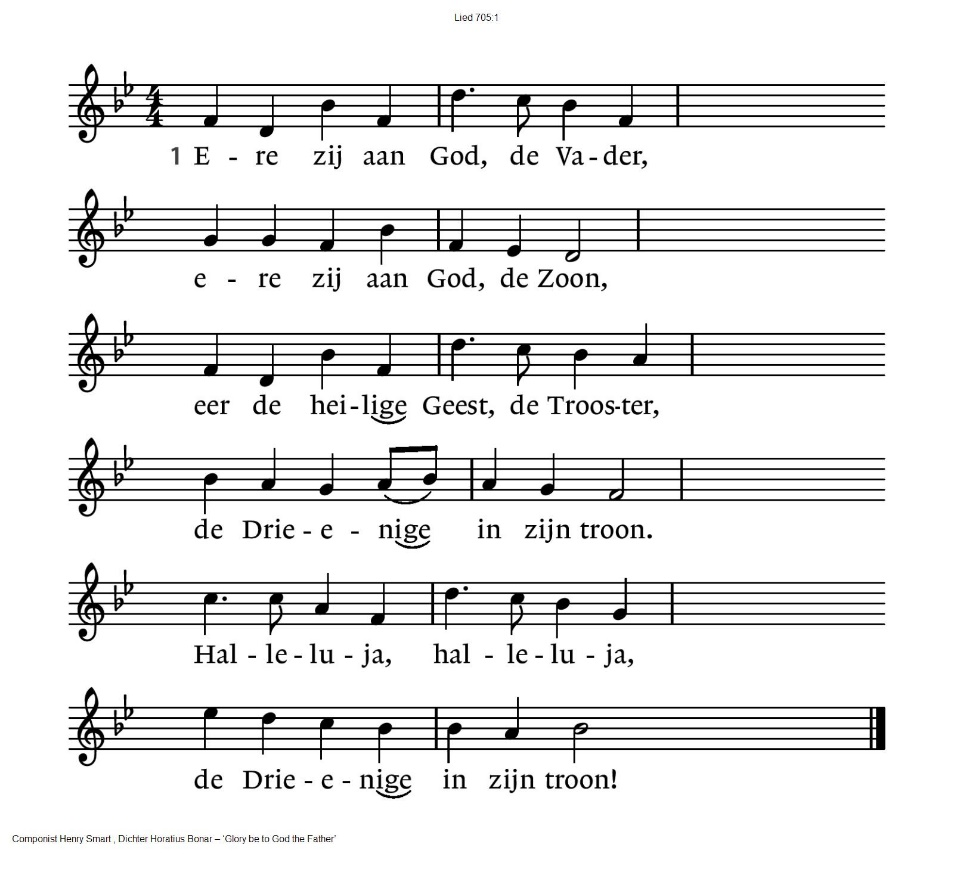 Lied 705:1
1 E - re zij aan God, de Va - der,
e - re zij aan God, de Zoon,
eer de hei - lige Geest, de Troos - ter,
de Drie - e - nige in zijn troon.
Hal - le - lu - ja, hal - le - lu - ja,
de Drie - e - nige in zijn troon!
Componist Henry Smart , Dichter Horatius Bonar – ‘Glory be to God the Father’